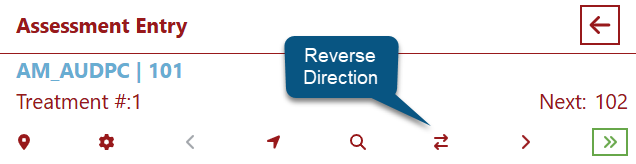 Assessment Entry
Reverse
Direction
AM_AUDPC | 101
Treatment #:1
Next: 102